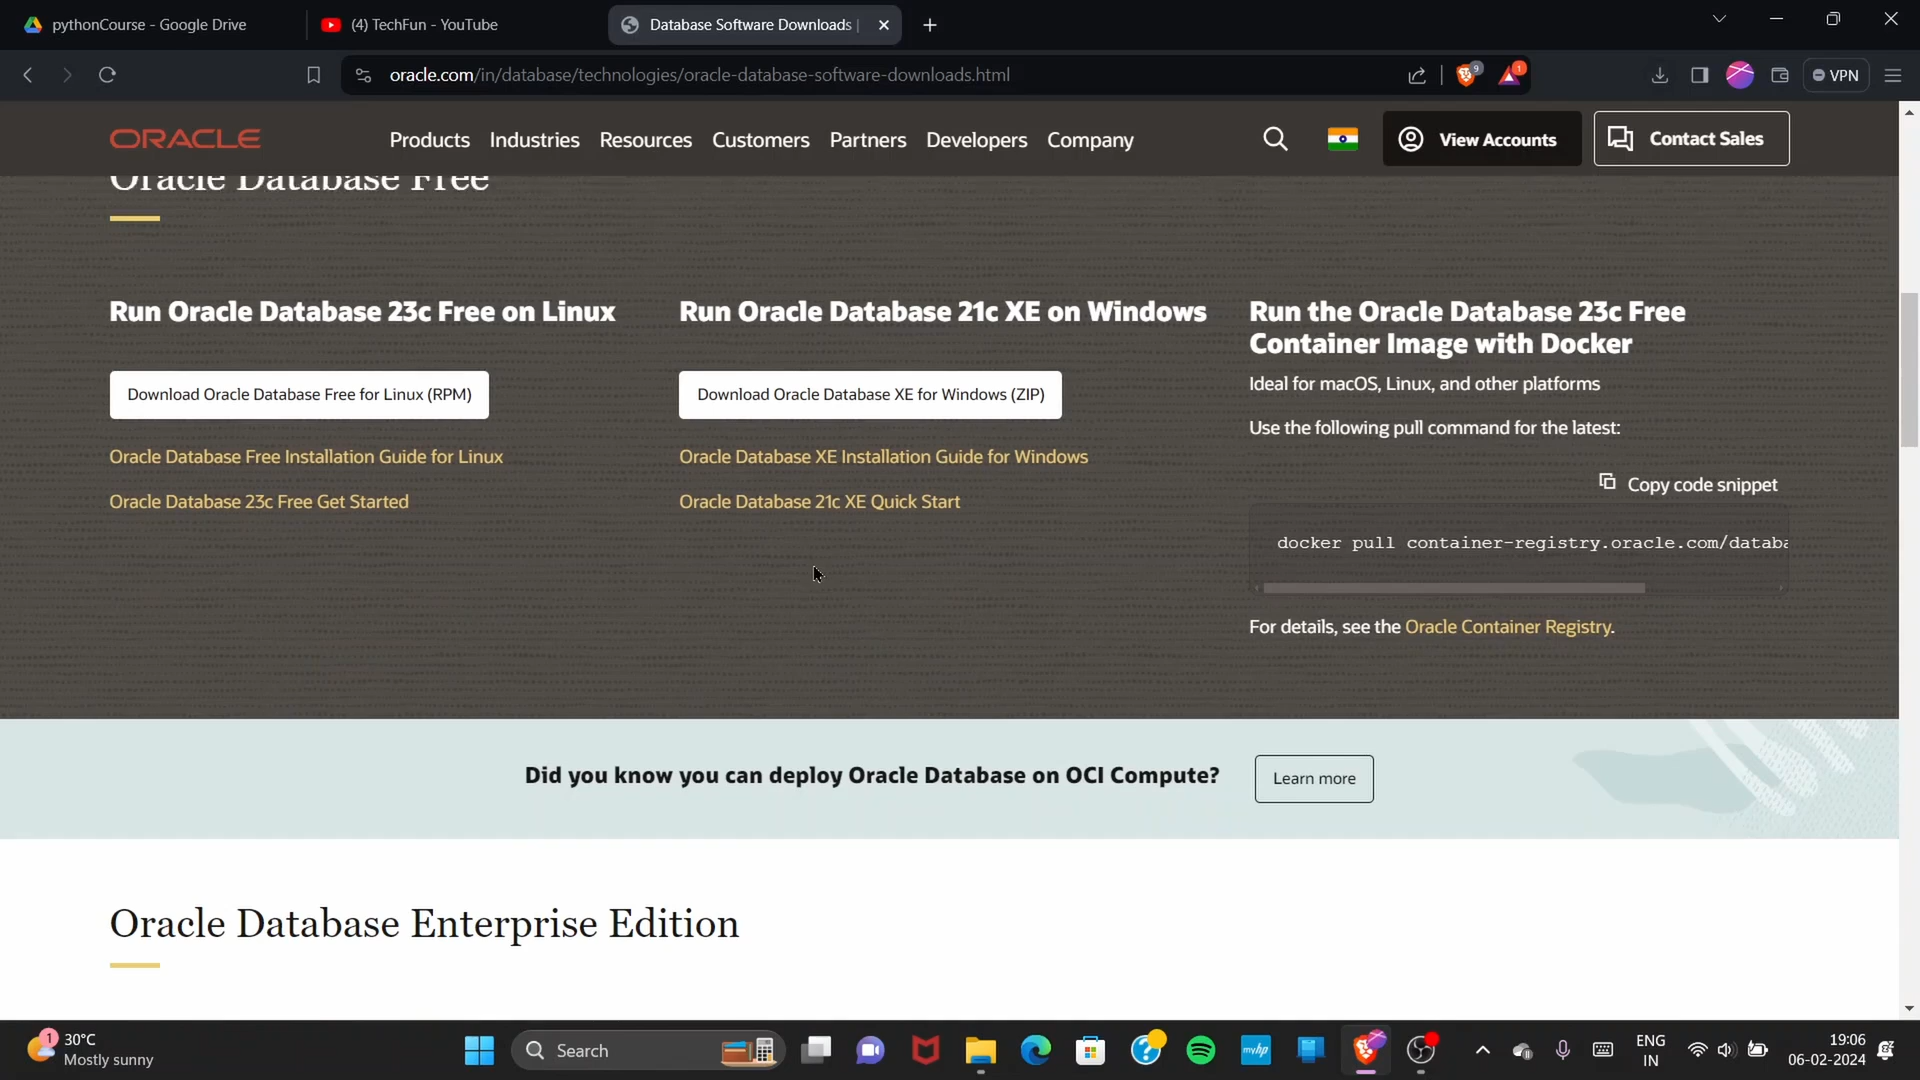 pythonCourse - Google Drive
(4) TechFun - YouTube
Database Software Downloads |
oracle.com/in/database/technologies/oracle-database-software-downloads.html
9
1
VPN
ORACLE
Products Industries Resources Customers Partners Developers Company
View Accounts
Contact Sales
Oracle Database Free
Run Oracle Database 23c Free on Linux
Download Oracle Database Free for Linux (RPM)
Oracle Database Free Installation Guide for Linux
Oracle Database 23c Free Get Started
Run Oracle Database 21c XE on Windows
Download Oracle Database XE for Windows (ZIP)
Oracle Database XE Installation Guide for Windows
Oracle Database 21c XE Quick Start
Run the Oracle Database 23c Free
Container Image with Docker
Ideal for macOS, Linux, and other platforms
Use the following pull command for the latest:
Copy code snippet
docker pull container-registry.oracle.com/databa
For details, see the Oracle Container Registry.
Did you know you can deploy Oracle Database on OCI Compute?
Learn more
Oracle Database Enterprise Edition
1
30°C
Mostly sunny
Search
myhp
ENG
IN
19:06
06-02-2024